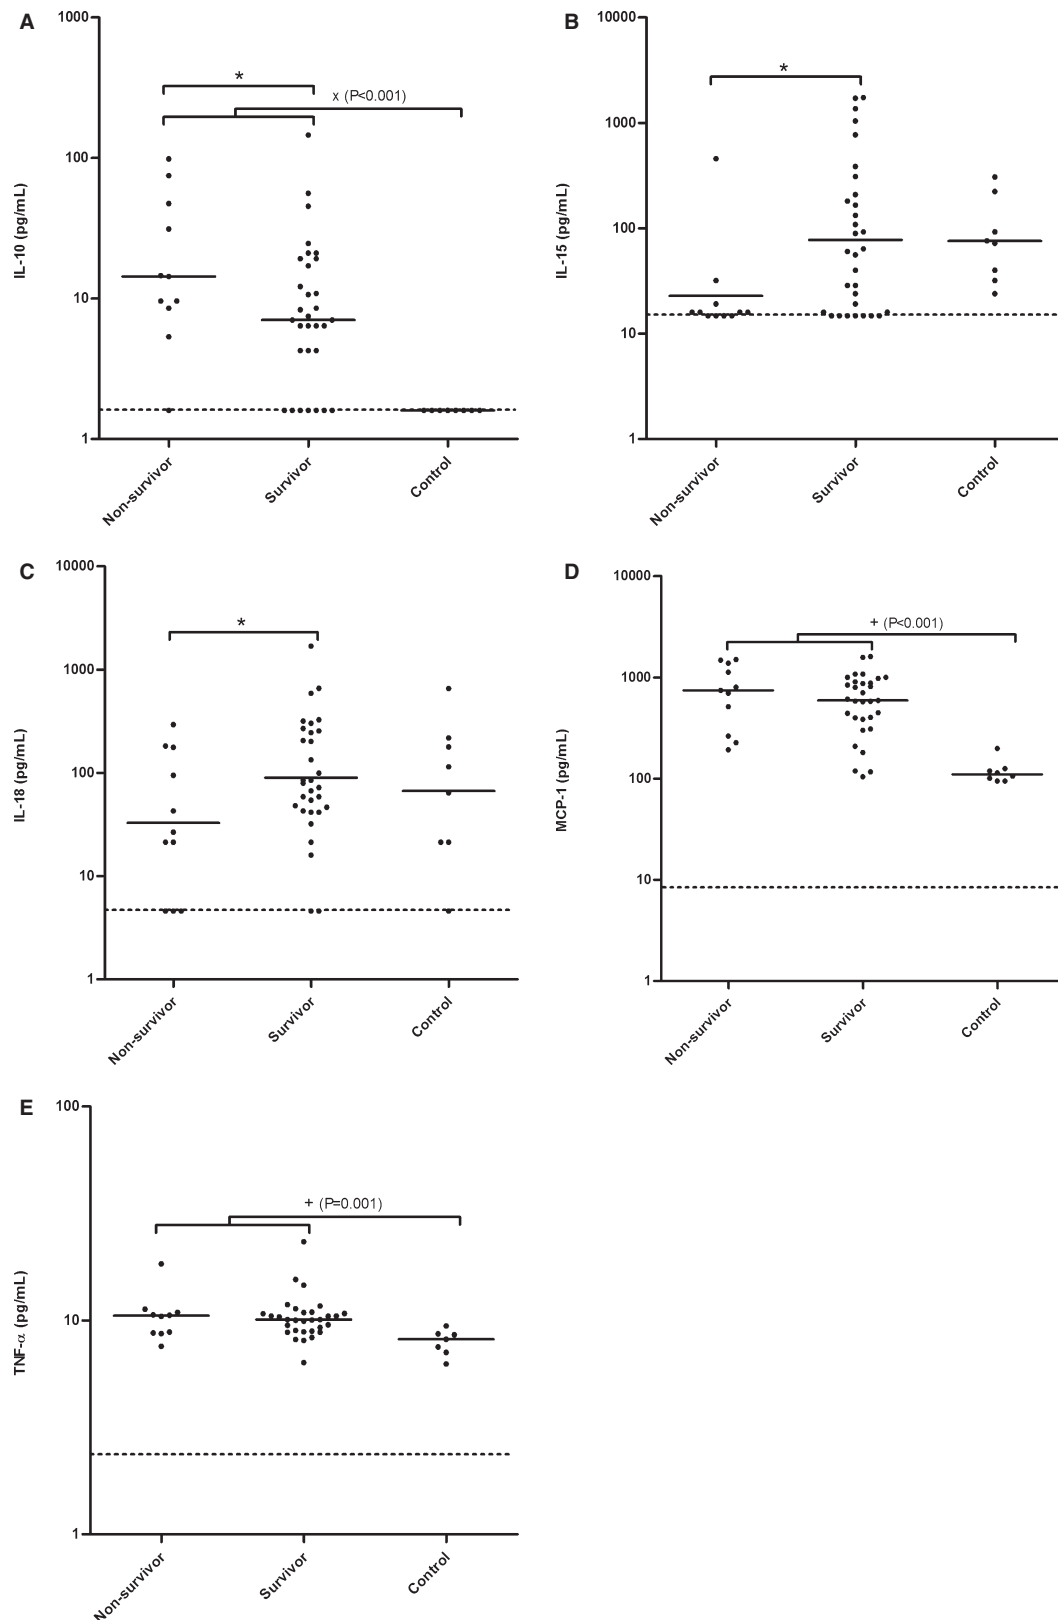 A
1000
100
10
1
IL-10 (pg/mL)
*
x (P<0.001)
Non-survivor
Survivor
Control
B
10000
1000
100
10
1
IL-15 (pg/mL)
*
Non-survivor
Survivor
Control
C
10000
1000
100
10
1
IL-18 (pg/mL)
*
Non-survivor
Survivor
Control
D
10000
1000
100
10
1
MCP-1 (pg/mL)
+ (P<0.001)
Non-survivor
Survivor
Control
E
100
10
1
TNF-α (pg/mL)
+ (P=0.001)
Non-survivor
Survivor
Control